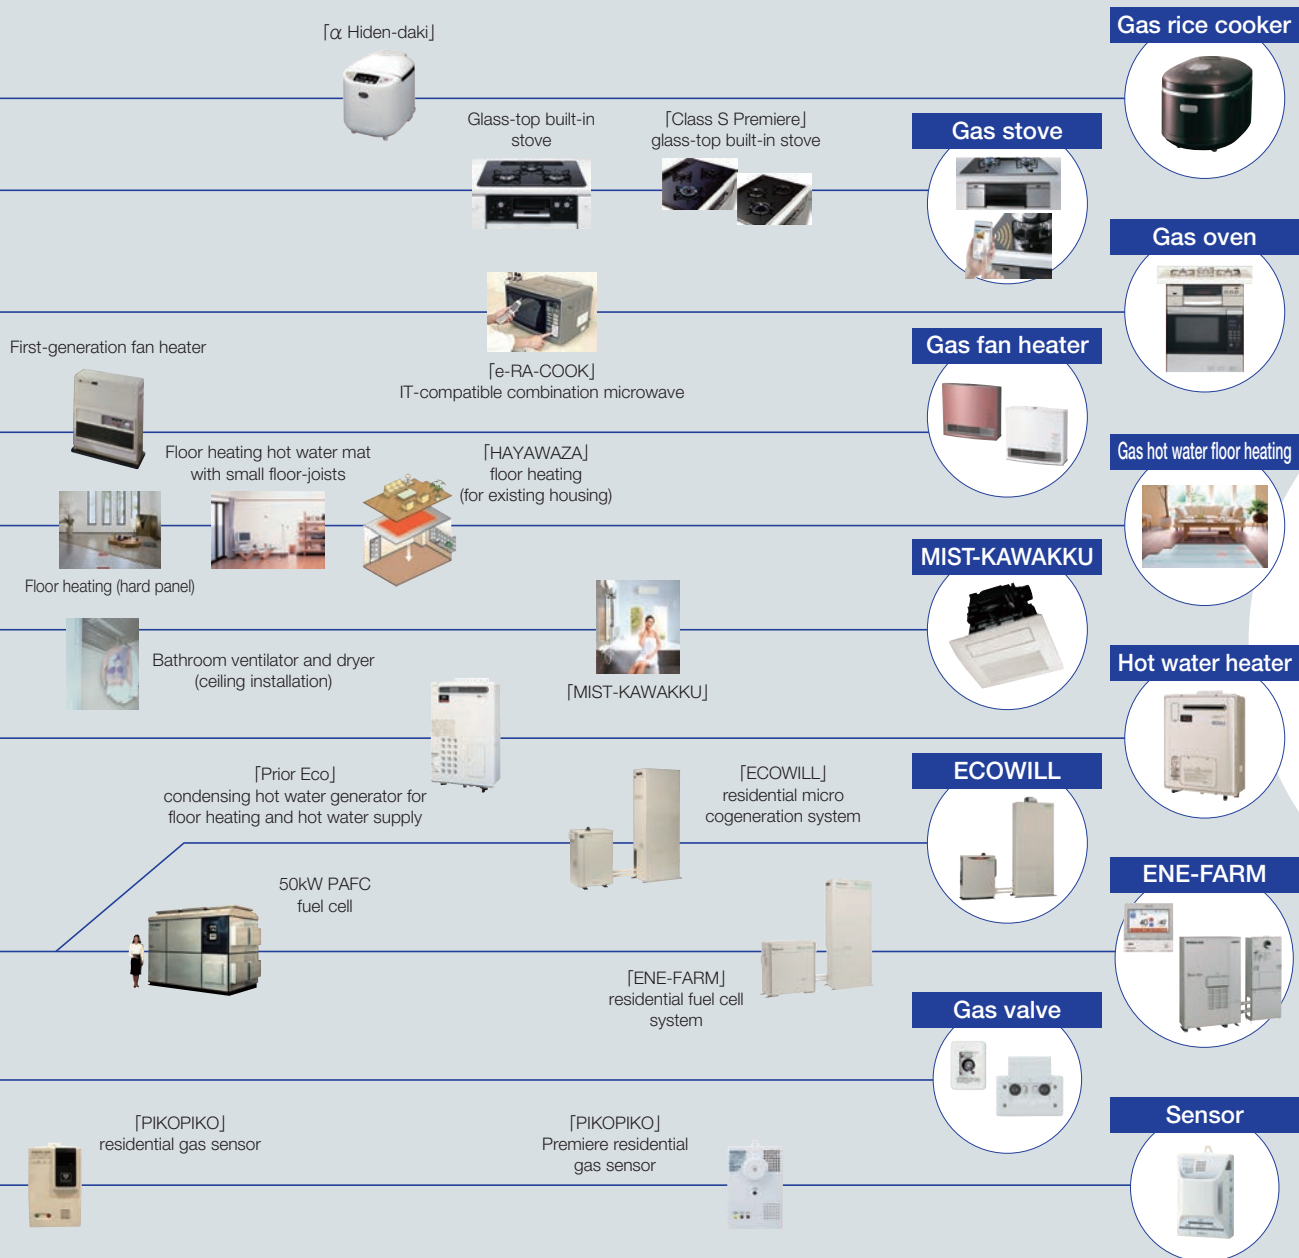 「α Hiden-daki」
Gas rice cooker
Glass-top built-in
stove
「Class S Premiere」
glass-top built-in stove
Gas stove
Gas oven
「e-RA-COOK」
IT-compatible combination microwave
First-generation fan heater
Gas fan heater
Floor heating hot water mat
with small floor-joists
「HAYAWAZA」
floor heating
(for existing housing)
Gas hot water floor heating
Floor heating (hard panel)
MIST-KAWAKKU
Bathroom ventilator and dryer
(ceiling installation)
「MIST-KAWAKKU」
Hot water heater
「Prior Eco」
condensing hot water generator for
floor heating and hot water supply
「ECOWILL」
residential micro
cogeneration system
ECOWILL
50kW PAFC
fuel cell
ENE-FARM
「ENE-FARM」
residential fuel cell
system
Gas valve
「PIKOPIKO」
residential gas sensor
「PIKOPIKO」
Premiere residential
gas sensor
Sensor